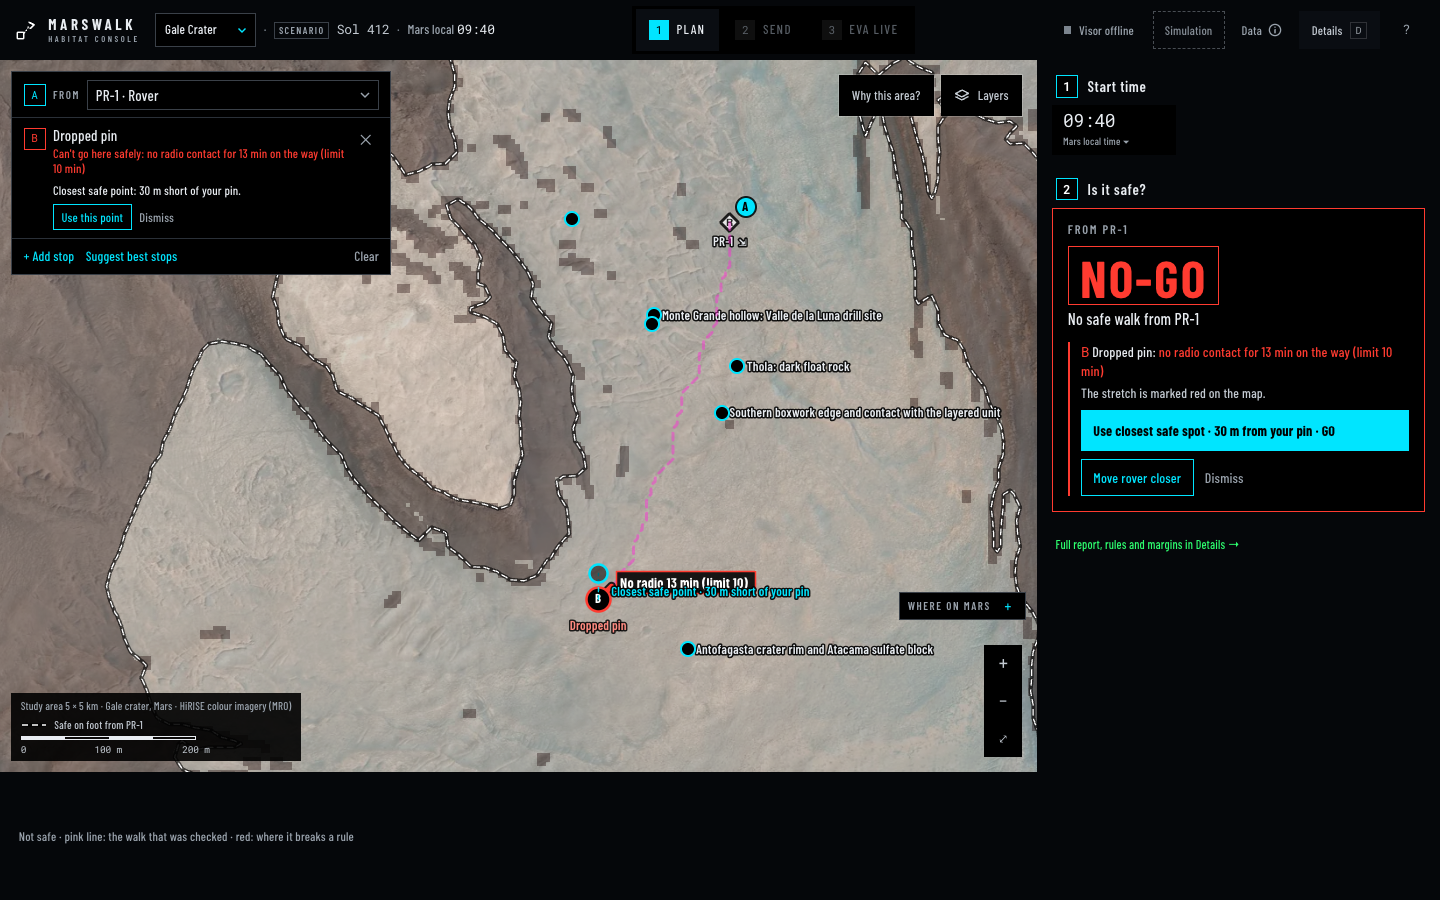 MARSWALK
HABITAT CONSOLE
Gale Crater
· SCENARIO Sol 412 · Mars local 09:40
1 PLAN
2 SEND
3 EVA LIVE
Visor offline
Simulation
Data
Details D
?
A FROM PR-1 · Rover
B Dropped pin
Can't go here safely: no radio contact for 13 min on the way (limit
10 min)
Closest safe point: 30 m short of your pin.
Use this point Dismiss
+ Add stop Suggest best stops Clear
Why this area?
Layers
A
PR-1
Monte Grande hollow: Valle de la Luna drill site
Thola: dark float rock
Southern boxwork edge and contact with the layered unit
No radio 13 min (limit 10)
Closest safe point · 30 m short of your pin
B
Dropped pin
Antofagasta crater rim and Atacama sulfate block
WHERE ON MARS +
+
−
Study area 5 × 5 km · Gale crater, Mars · HiRISE colour imagery (MRO)
Safe on foot from PR-1
0 100 m 200 m
Not safe · pink line: the walk that was checked · red: where it breaks a rule
1 Start time
09:40
Mars local time
2 Is it safe?
FROM PR-1
NO-GO
No safe walk from PR-1
B Dropped pin: no radio contact for 13 min on the way (limit 10
min)
The stretch is marked red on the map.
Use closest safe spot · 30 m from your pin · GO
Move rover closer Dismiss
Full report, rules and margins in Details →